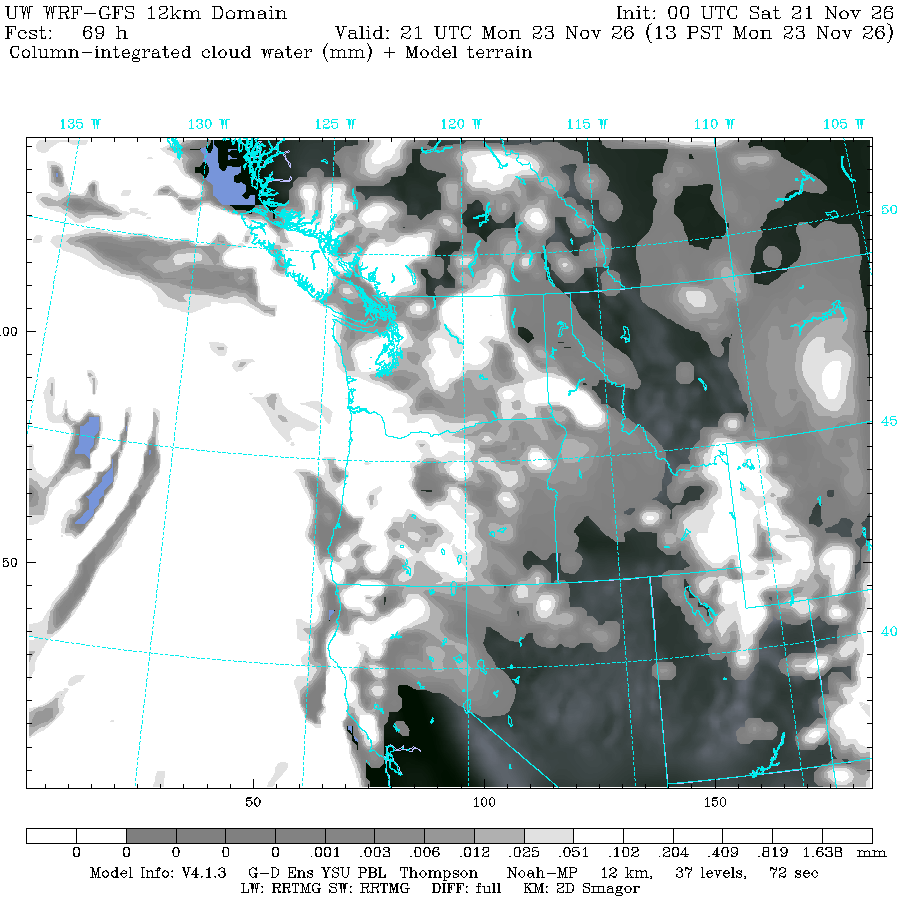 UW WRF-GFS 12km Domain Init: 00 UTC Sat 21 Nov 26
Fcst: 69 h Valid: 21 UTC Mon 23 Nov 26 (13 PST Mon 23 Nov 26)
Column-integrated cloud water (mm) + Model terrain
135 W 130 W 125 W 120 W 115 W 110 W 105 W
50
00
45
50
40
50 100 150
0 0 0 0 .001 .003 .006 .012 .025 .051 .102 .204 .409 .819 1.638 mm
Model Info: V4.1.3 G-D Ens YSU PBL Thompson Noah-MP 12 km, 37 levels, 72 sec
LW: RRTMG SW: RRTMG DIFF: full KM: 2D Smagor